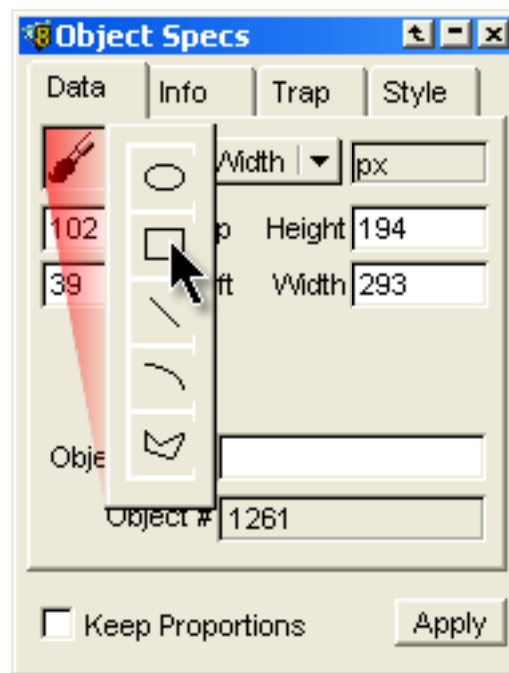 Object Specs
Data Info Trap Style
Width px
102 Height 194
39 Width 293
Object # 1261
Keep Proportions Apply